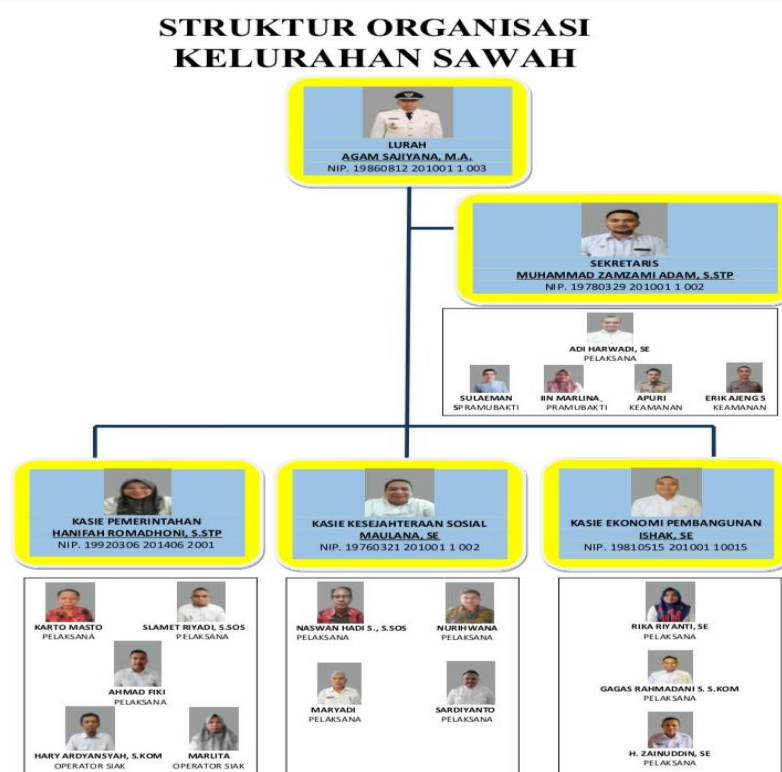 STRUKTUR ORGANISASI
KELURAHAN SAWAH
LURAH
AGAM SAJIYANA, M.A.
NIP. 19860812 201001 1 003
SEKRETARIS
MUHAMMAD ZAMZAMI ADAM, S.STP
NIP. 19780329 201001 1 002
ADI HARWADI, SE
PELAKSANA
SULAEMAN
SPRAMUBAKTI
IIN MARLINA
PRAMUBAKTI
APURI
KEAMANAN
ERIK AJENG S
KEAMANAN
KASIE PEMERINTAHAN
HANIFAH ROMADHONI, S.STP
NIP. 19920306 201406 2001
KARTO MASTO
PELAKSANA
SLAMET RIYADI, S.SOS
PELAKSANA
AHMAD FIKI
PELAKSANA
HARY ARDYANSYAH, S.KOM
OPERATOR SIAK
MARLITA
OPERATOR SIAK
KASIE KESEJAHTERAAN SOSIAL
MAULANA, SE
NIP. 19760321 201001 1 002
NASWAN HADI S., S.SOS
PELAKSANA
NURIHWANA
PELAKSANA
MARYADI
PELAKSANA
SARDIYANTO
PELAKSANA
KASIE EKONOMI PEMBANGUNAN
ISHAK, SE
NIP. 19810515 201001 10015
RIKA RIYANTI, SE
PELAKSANA
GAGAS RAHMADANI S. S.KOM
PELAKSANA
H. ZAINUDDIN, SE
PELAKSANA